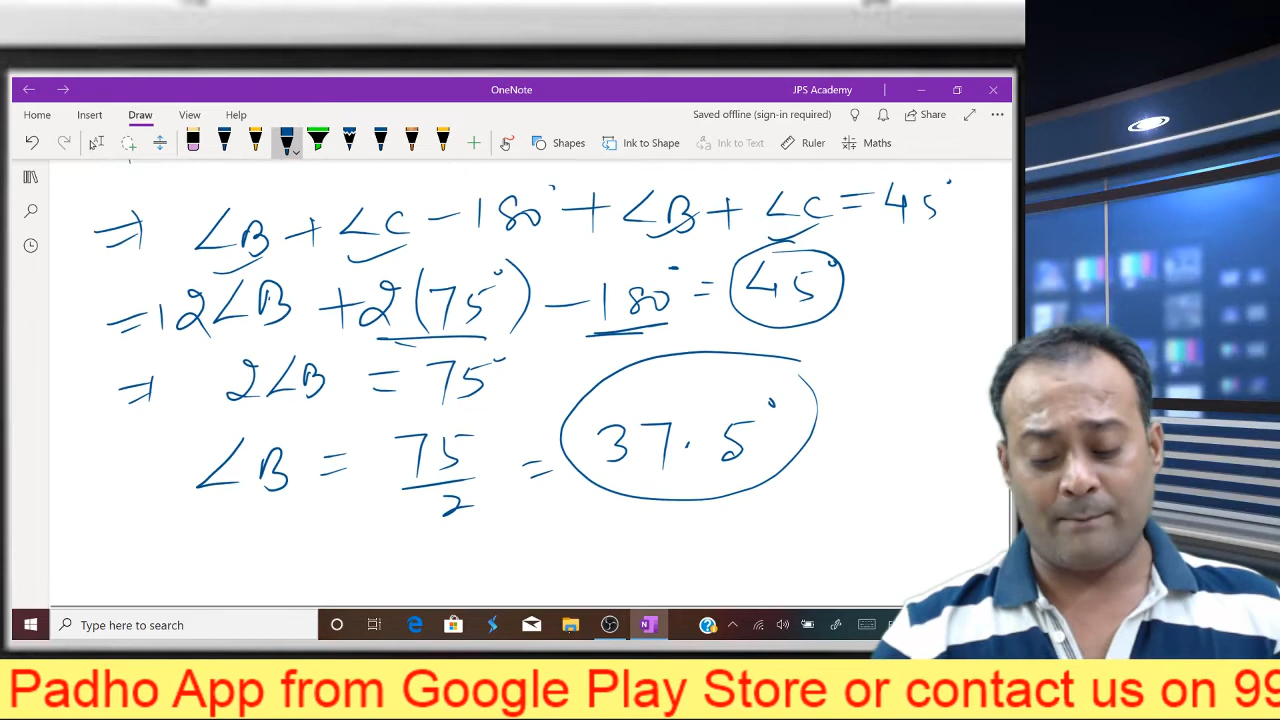 OneNote
JPS Academy
Home Insert Draw View Help
Saved offline (sign-in required)
Share
Shapes
Ink to Shape
Ink to Text
Ruler
Maths
⇒ ∠B + ∠C - 180° + ∠B + ∠C = 45°
⇒ 2∠B + 2(75°) - 180° = 45°
⇒ 2∠B = 75°
∠B = 75/2 = 37.5°
Type here to search
Padho App from Google Play Store or contact us on 99